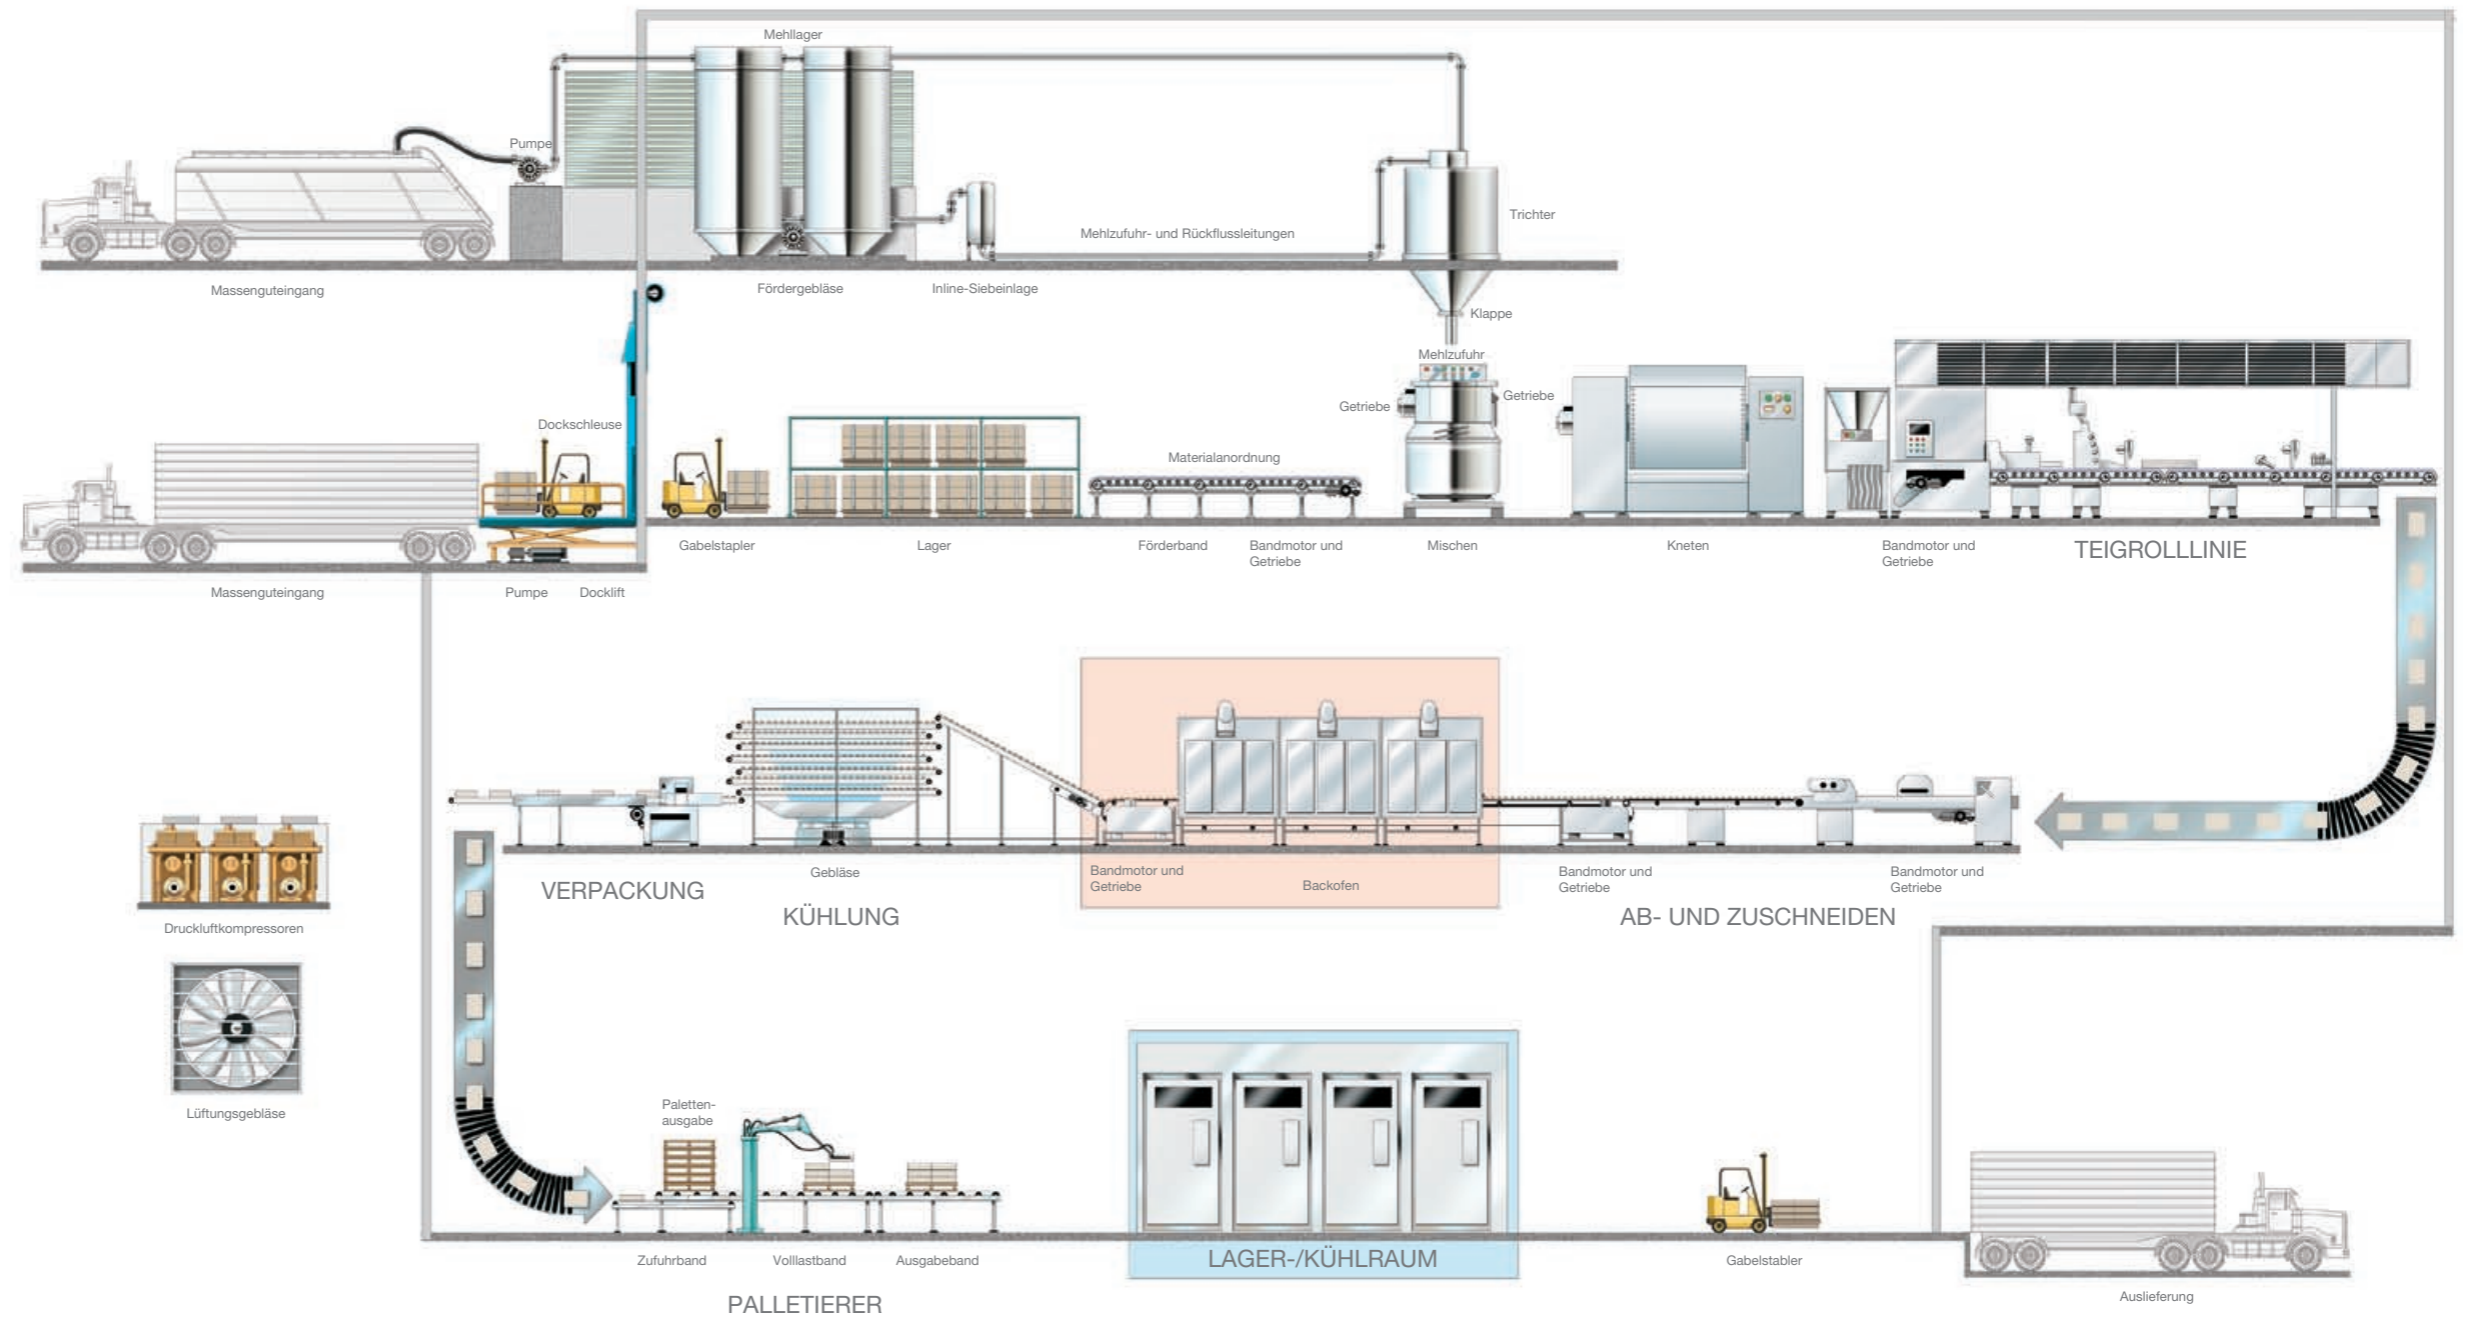 Mehllager
Pumpe
Trichter
Mehlzufuhr- und Rückflussleitungen
Massenguteingang
Fördergebläse
Inline-Siebeinlage
Klappe
Mehlzufuhr
Getriebe
Getriebe
Dockschleuse
Materialanordnung
Gabelstapler
Lager
Förderband
Bandmotor und
Getriebe
Mischen
Kneten
Bandmotor und
Getriebe
TEIGROLLLINIE
Massenguteingang
Pumpe
Docklift
VERPACKUNG
Gebläse
KÜHLUNG
Bandmotor und
Getriebe
Backofen
Bandmotor und
Getriebe
Bandmotor und
Getriebe
AB- UND ZUSCHNEIDEN
Druckluftkompressoren
Lüftungsgebläse
Paletten-
ausgabe
Zufuhrband
Volllastband
Ausgabeband
PALLETIERER
LAGER-/KÜHLRAUM
Gabelstabler
Auslieferung